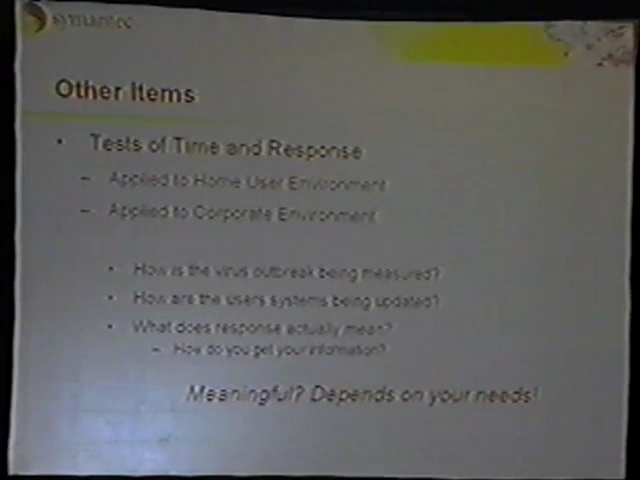 symantec
Other Items
• Tests of Time and Response
– Applied to Home User Environment
– Applied to Corporate Environment
• How is the virus outbreak being measured?
• How are the users systems being updated?
• What does response actually mean?
– How do you get your information?
Meaningful? Depends on your needs!